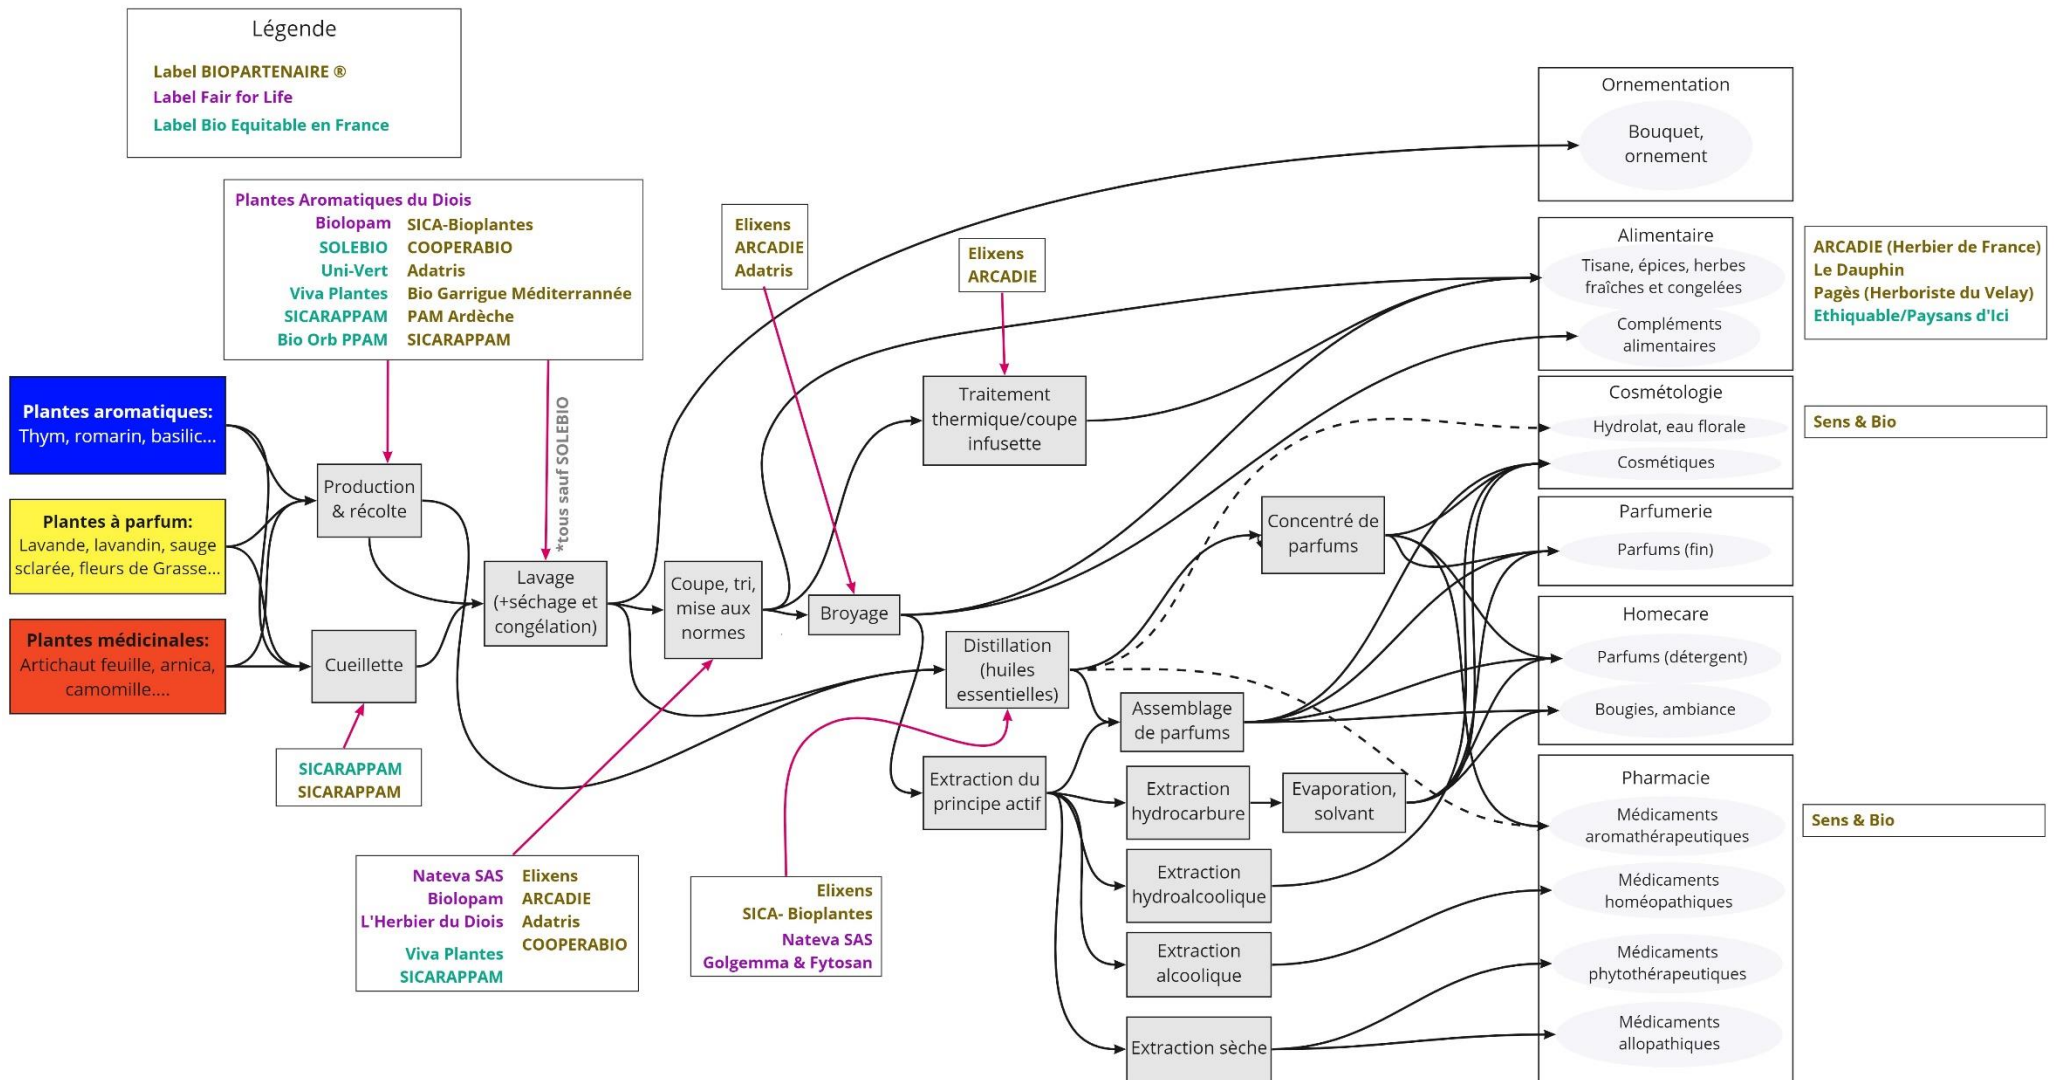 Légende
Label BIOPARTENAIRE ®
Label Fair for Life
Label Bio Equitable en France
Plantes Aromatiques du Diois
Biolopam SICA-Bioplantes
SOLEBIO COOPERABIO
Uni-Vert Adatris
Viva Plantes Bio Garrigue Méditerrannée
SICARAPPAM PAM Ardèche
Bio Orb PPAM SICARAPPAM
*tous sauf SOLEBIO
Plantes aromatiques:
Thym, romarin, basilic...
Plantes à parfum:
Lavande, lavandin, sauge
sclarée, fleurs de Grasse...
Plantes médicinales:
Artichaut feuille, arnica,
camomille....
Production
& récolte
Cueillette
SICARAPPAM
SICARAPPAM
Lavage
(+séchage et
congélation)
Coupe, tri,
mise aux
normes
Nateva SAS Elixens
Biolopam ARCADIE
L'Herbier du Diois Adatris
COOPERABIO
Viva Plantes
SICARAPPAM
Elixens
ARCADIE
Adatris
Broyage
Elixens
ARCADIE
Traitement
thermique/coupe
infusette
Distillation
(huiles
essentielles)
Elixens
SICA- Bioplantes
Nateva SAS
Golgemma & Fytosan
Extraction du
principe actif
Concentré de
parfums
Assemblage
de parfums
Extraction
hydrocarbure
Evaporation,
solvant
Extraction
hydroalcoolique
Extraction
alcoolique
Extraction sèche
Ornementation
Bouquet,
ornement
Alimentaire
Tisane, épices, herbes
fraîches et congelées
Compléments
alimentaires
ARCADIE (Herbier de France)
Le Dauphin
Pagès (Herboriste du Velay)
Ethiquable/Paysans d'Ici
Cosmétologie
Hydrolat, eau florale
Cosmétiques
Sens & Bio
Parfumerie
Parfums (fin)
Homecare
Parfums (détergent)
Bougies, ambiance
Pharmacie
Médicaments
aromathérapeutiques
Sens & Bio
Médicaments
homéopathiques
Médicaments
phytothérapeutiques
Médicaments
allopathiques